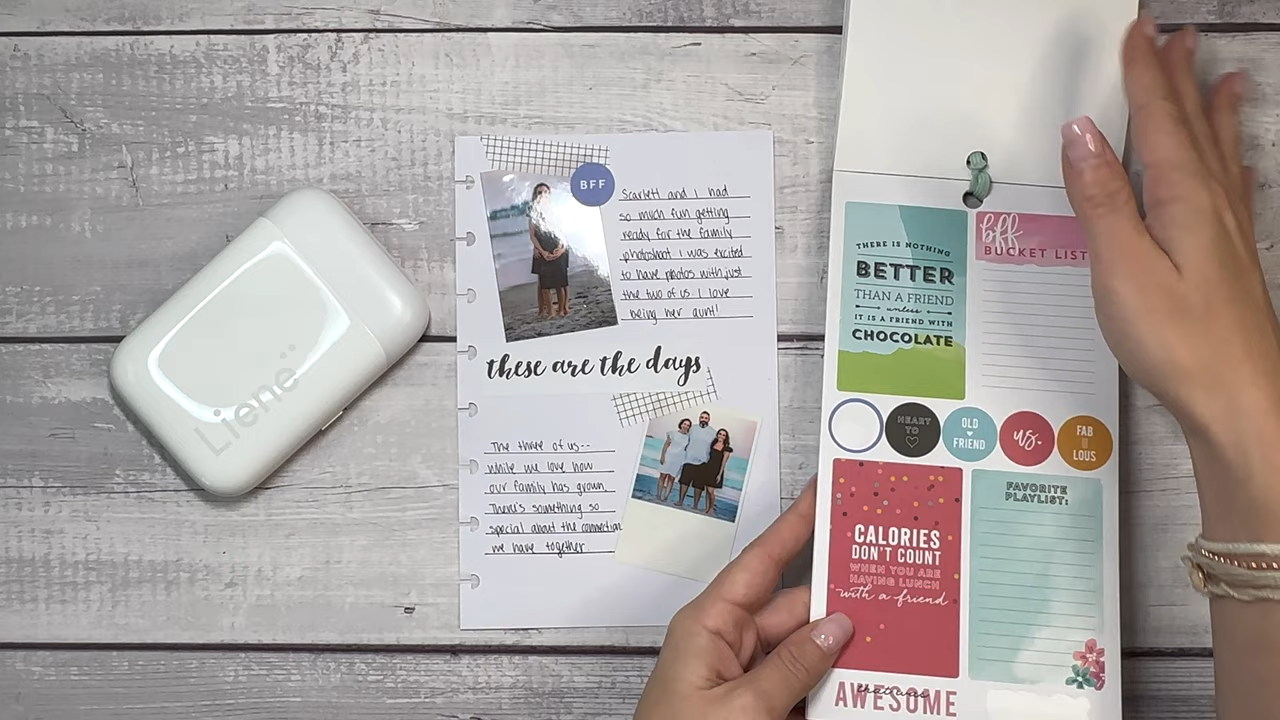 Liene
BFF
Scarlett and I had
so much fun getting
ready for the family
photoshoot I was excited
to have photos with just
the two of us. I love
being her aunt!
these are the days
The three of us--
while we love how
our family has grown,
There's something so
special about the connection
we have together.
THERE IS NOTHING
BETTER
THAN A FRIEND
unless
IT IS A FRIEND WITH
CHOCOLATE
bff
BUCKET LIST
HEART
TO
OLD
FRIEND
us.
FAB
LOUS
CALORIES
DON'T COUNT
WHEN YOU ARE
HAVING LUNCH
with a friend
FAVORITE
PLAYLIST:
that was
AWESOME